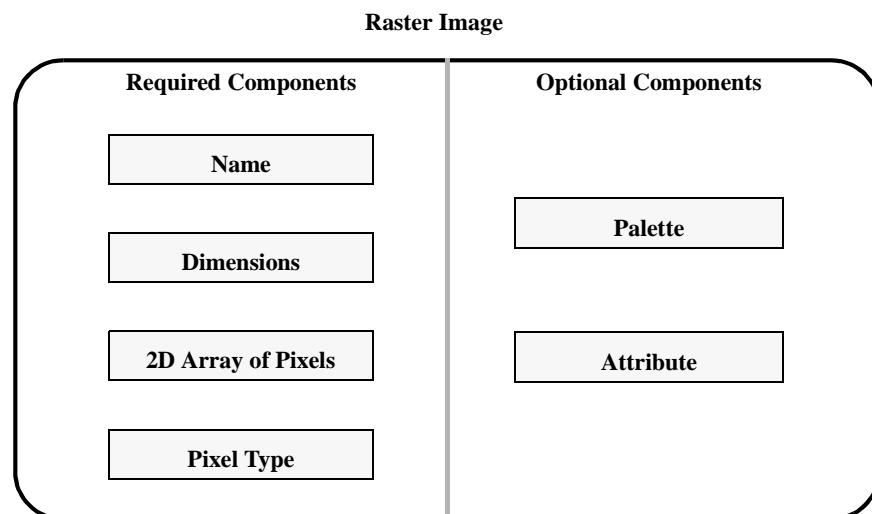 Raster Image
Required Components
Optional Components
Name
Dimensions
2D Array of Pixels
Pixel Type
Palette
Attribute